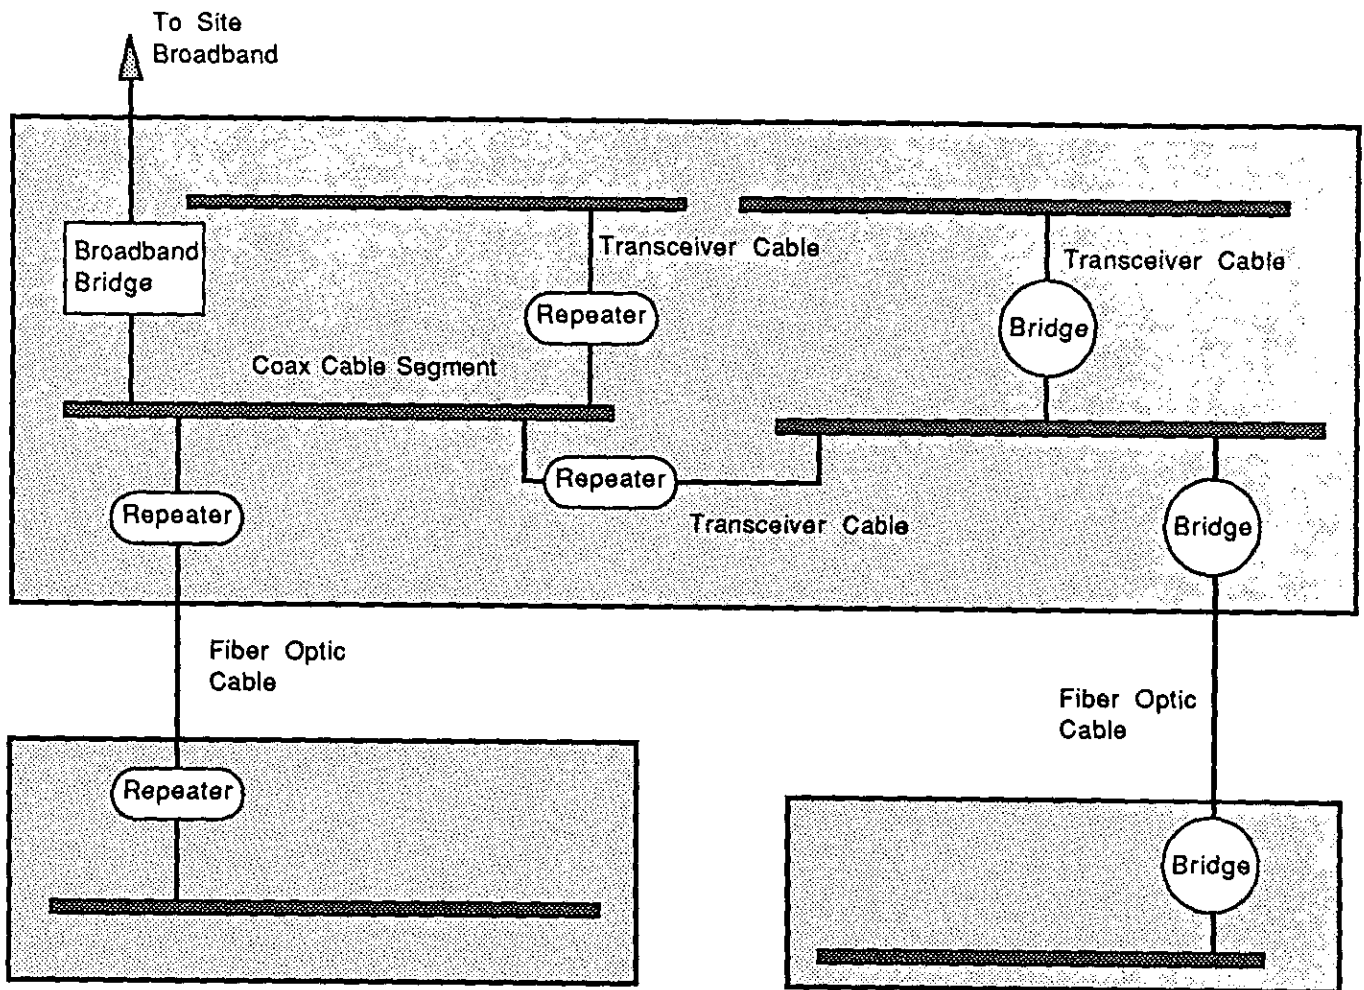 To Site
Broadband
Transceiver Cable
Broadband
Bridge
Transceiver Cable
Repeater
Bridge
Coax Cable Segment
Repeater
Repeater
Transceiver Cable
Bridge
Fiber Optic
Cable
Fiber Optic
Cable
Repeater
Bridge